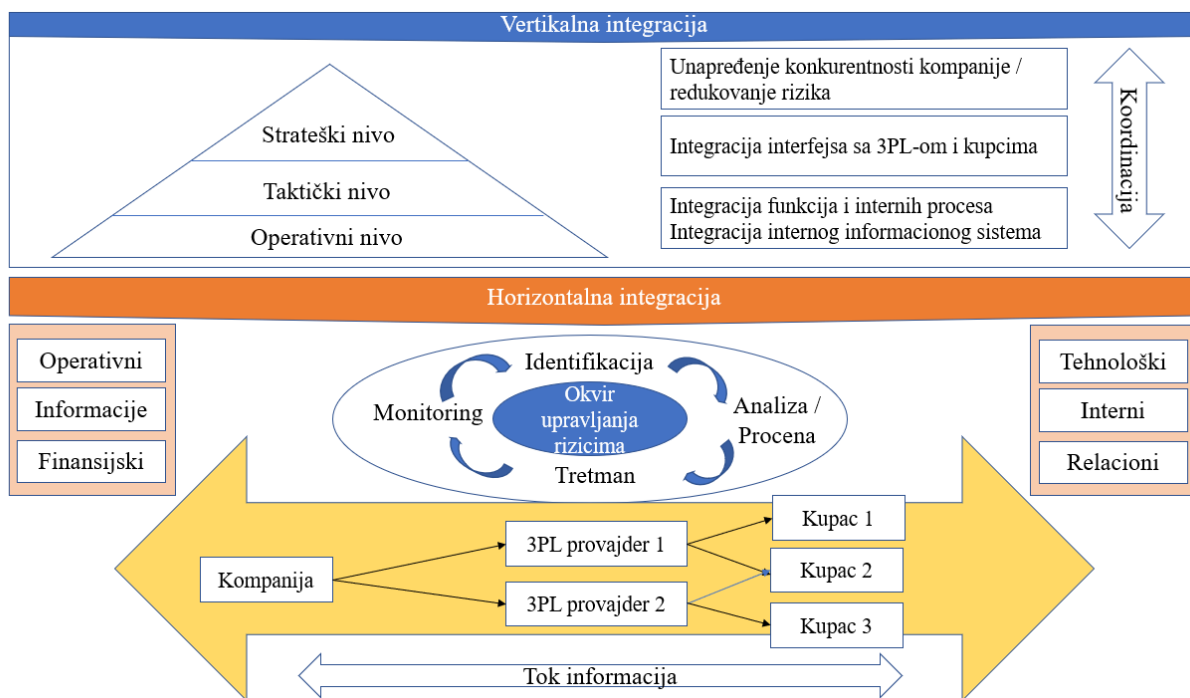 Vertikalna integracija
Strateški nivo
Taktički nivo
Operativni nivo
Unapređenje konkurentnosti kompanije /
redukovanje rizika
Integracija interfejsa sa 3PL-om i kupcima
Integracija funkcija i internih procesa
Integracija internog informacionog sistema
Koordinacija
Horizontalna integracija
Operativni
Informacije
Finansijski
Identifikacija
Monitoring
Okvir
upravljanja
rizicima
Analiza /
Procena
Tretman
Tehnološki
Interni
Relacioni
Kompanija
3PL provajder 1
3PL provajder 2
Kupac 1
Kupac 2
Kupac 3
Tok informacija